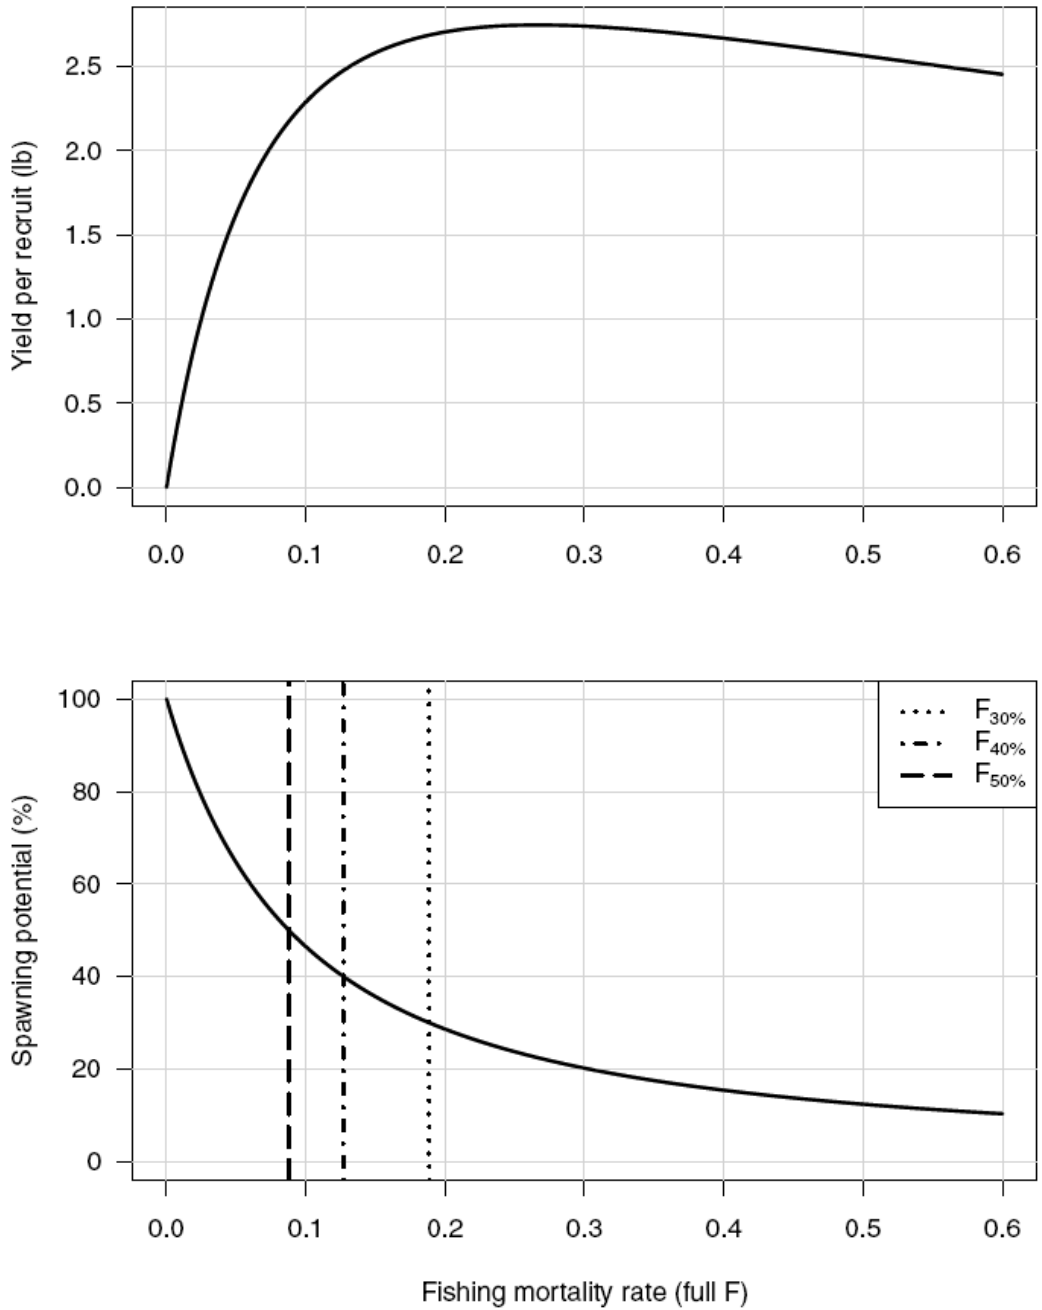 Yield per recruit (lb)
2.5
2.0
1.5
1.0
0.5
0.0
0.0 0.1 0.2 0.3 0.4 0.5 0.6
Spawning potential (%)
100
80
60
40
20
0
F30%
F40%
F50%
0.0 0.1 0.2 0.3 0.4 0.5 0.6
Fishing mortality rate (full F)